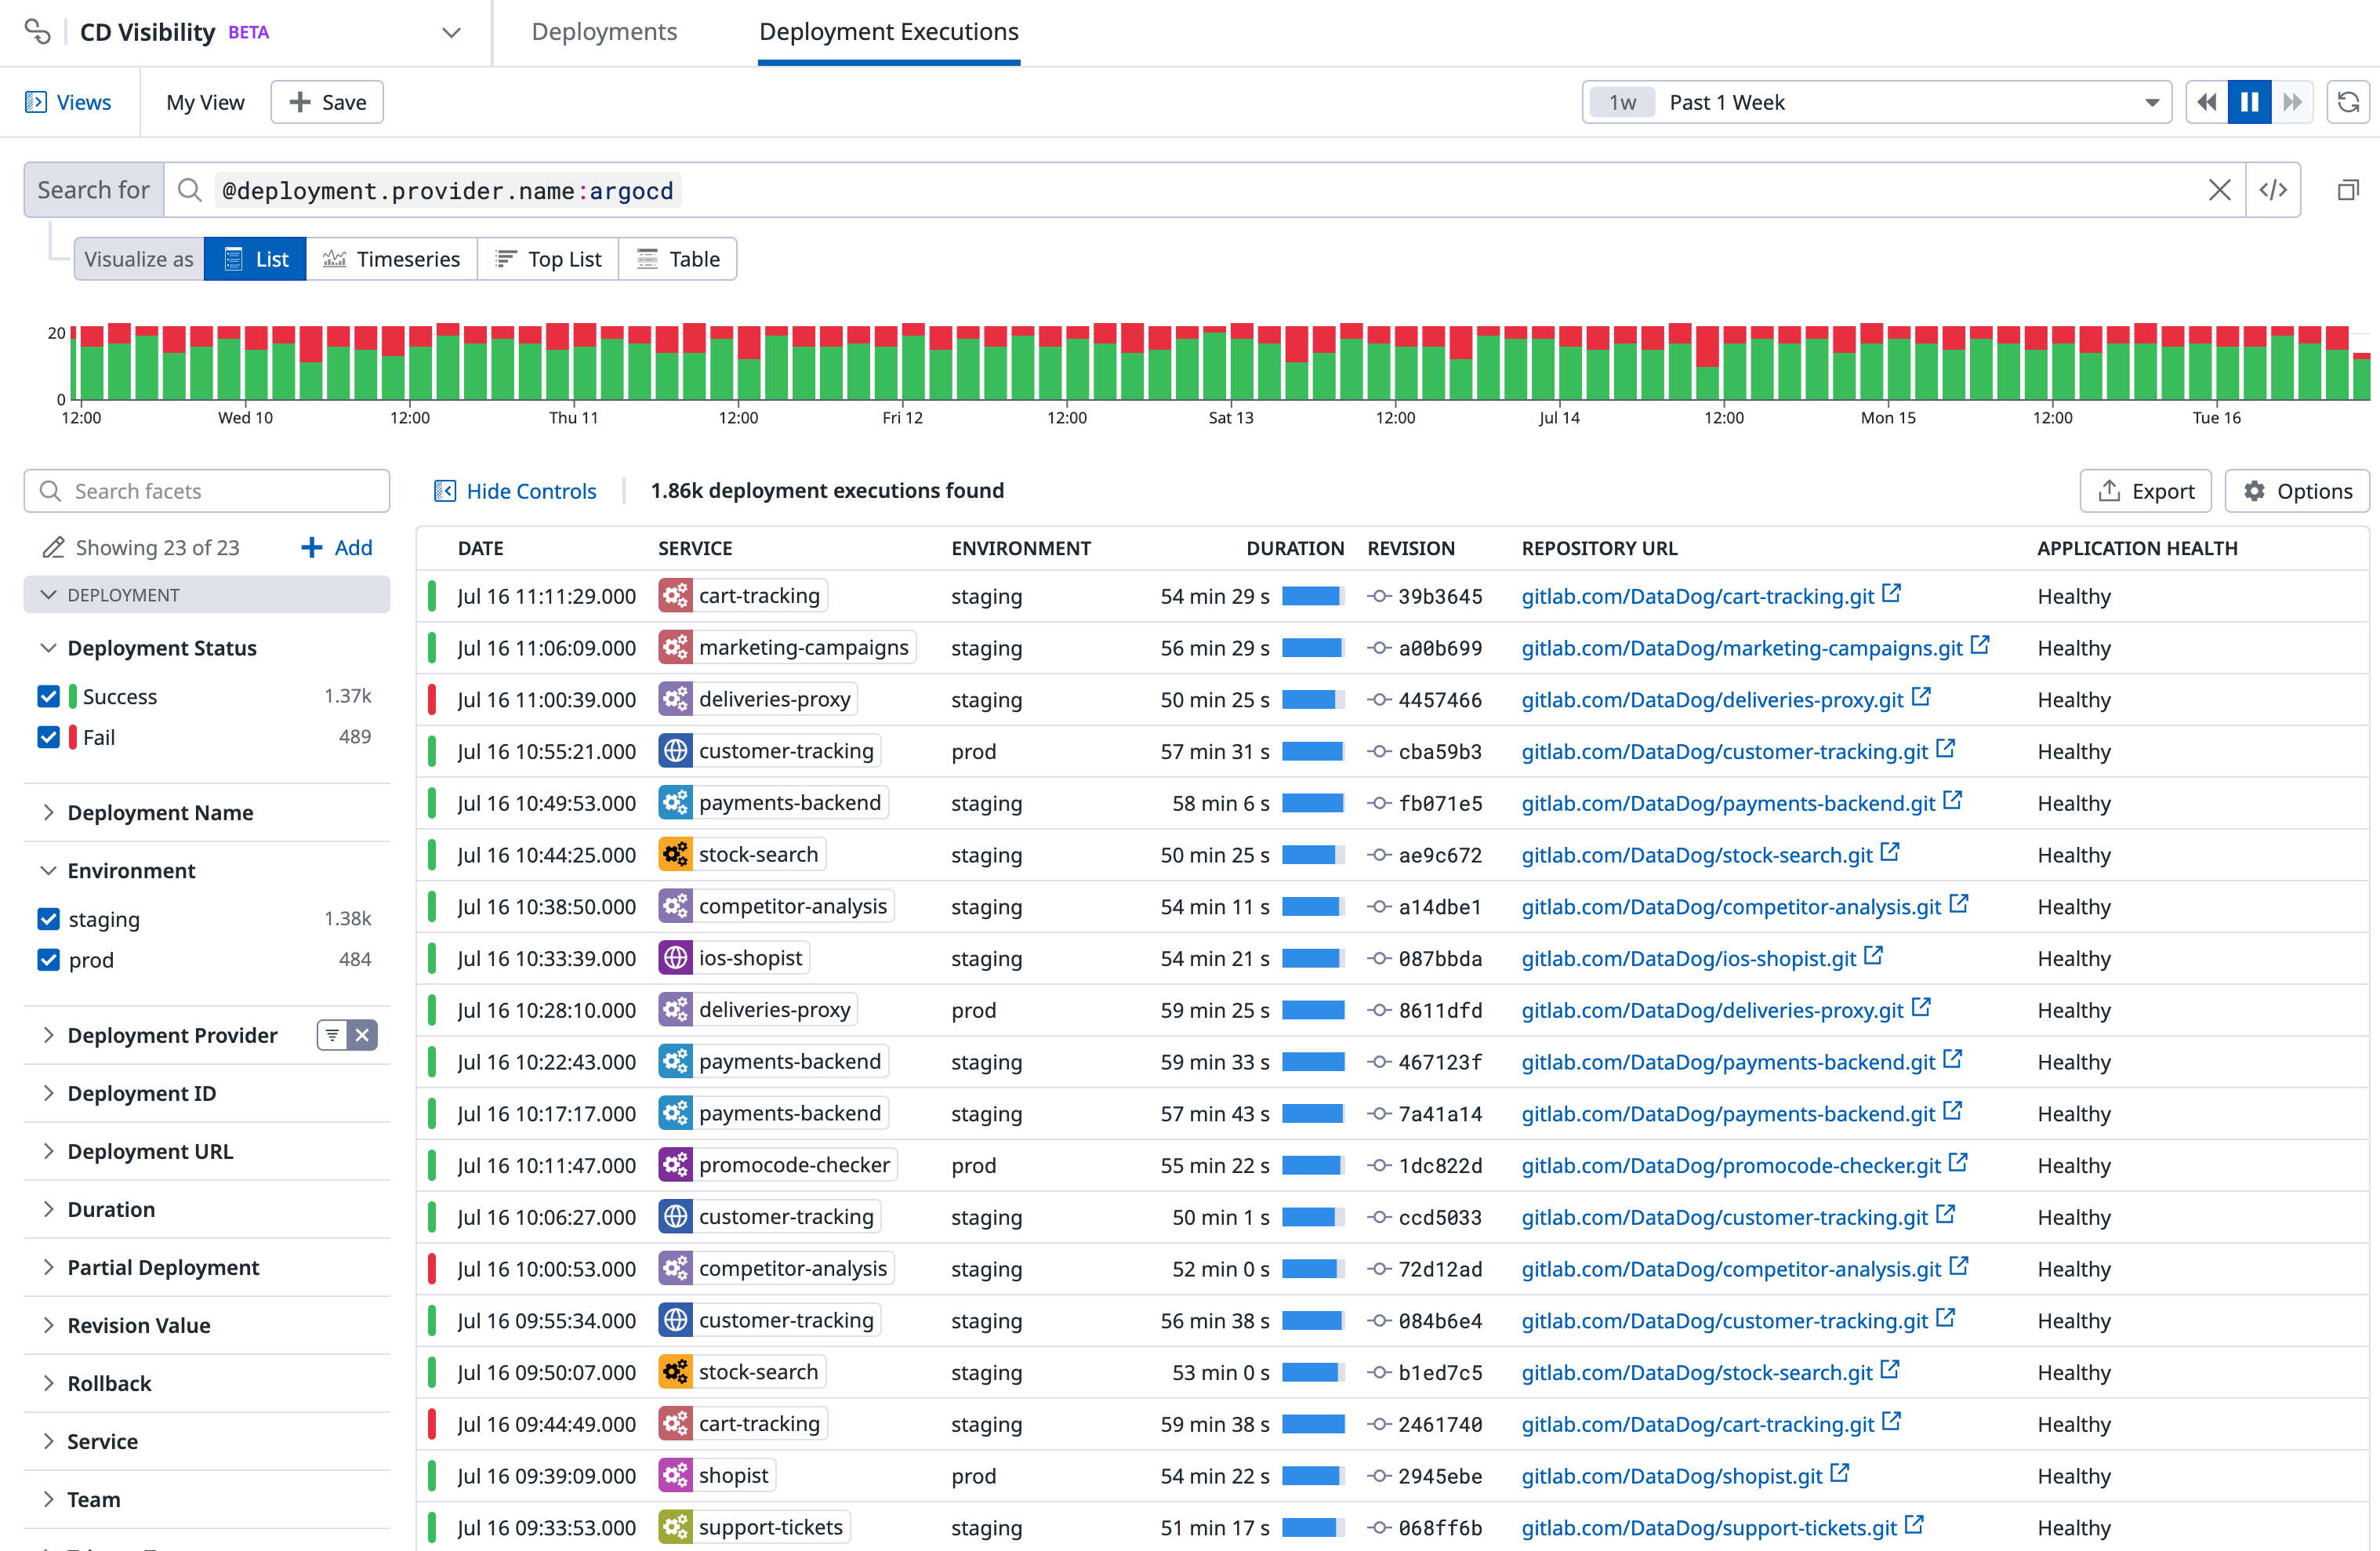 CD Visibility BETA Deployments Deployment Executions
Views My View + Save 1w Past 1 Week
Search for @deployment.provider.name:argocd </>
Visualize as List Timeseries Top List Table
20
0
12:00 Wed 10 12:00 Thu 11 12:00 Fri 12 12:00 Sat 13 12:00 Jul 14 12:00 Mon 15 12:00 Tue 16
Search facets
Showing 23 of 23 + Add
DEPLOYMENT
Deployment Status
Success 1.37k
Fail 489
Deployment Name
Environment
staging 1.38k
prod 484
Deployment Provider
Deployment ID
Deployment URL
Duration
Partial Deployment
Revision Value
Rollback
Service
Team
Hide Controls 1.86k deployment executions found Export Options
DATE SERVICE ENVIRONMENT DURATION REVISION REPOSITORY URL APPLICATION HEALTH
Jul 16 11:11:29.000 cart-tracking staging 54 min 29 s 39b3645 gitlab.com/DataDog/cart-tracking.git Healthy
Jul 16 11:06:09.000 marketing-campaigns staging 56 min 29 s a00b699 gitlab.com/DataDog/marketing-campaigns.git Healthy
Jul 16 11:00:39.000 deliveries-proxy staging 50 min 25 s 4457466 gitlab.com/DataDog/deliveries-proxy.git Healthy
Jul 16 10:55:21.000 customer-tracking prod 57 min 31 s cba59b3 gitlab.com/DataDog/customer-tracking.git Healthy
Jul 16 10:49:53.000 payments-backend staging 58 min 6 s fb071e5 gitlab.com/DataDog/payments-backend.git Healthy
Jul 16 10:44:25.000 stock-search staging 50 min 25 s ae9c672 gitlab.com/DataDog/stock-search.git Healthy
Jul 16 10:38:50.000 competitor-analysis staging 54 min 11 s a14dbe1 gitlab.com/DataDog/competitor-analysis.git Healthy
Jul 16 10:33:39.000 ios-shopist staging 54 min 21 s 087bbda gitlab.com/DataDog/ios-shopist.git Healthy
Jul 16 10:28:10.000 deliveries-proxy prod 59 min 25 s 8611dfd gitlab.com/DataDog/deliveries-proxy.git Healthy
Jul 16 10:22:43.000 payments-backend staging 59 min 33 s 467123f gitlab.com/DataDog/payments-backend.git Healthy
Jul 16 10:17:17.000 payments-backend staging 57 min 43 s 7a41a14 gitlab.com/DataDog/payments-backend.git Healthy
Jul 16 10:11:47.000 promocode-checker prod 55 min 22 s 1dc822d gitlab.com/DataDog/promocode-checker.git Healthy
Jul 16 10:06:27.000 customer-tracking staging 50 min 1 s ccd5033 gitlab.com/DataDog/customer-tracking.git Healthy
Jul 16 10:00:53.000 competitor-analysis staging 52 min 0 s 72d12ad gitlab.com/DataDog/competitor-analysis.git Healthy
Jul 16 09:55:34.000 customer-tracking staging 56 min 38 s 084b6e4 gitlab.com/DataDog/customer-tracking.git Healthy
Jul 16 09:50:07.000 stock-search staging 53 min 0 s b1ed7c5 gitlab.com/DataDog/stock-search.git Healthy
Jul 16 09:44:49.000 cart-tracking staging 59 min 38 s 2461740 gitlab.com/DataDog/cart-tracking.git Healthy
Jul 16 09:39:09.000 shopist prod 54 min 22 s 2945ebe gitlab.com/DataDog/shopist.git Healthy
Jul 16 09:33:53.000 support-tickets staging 51 min 17 s 068ff6b gitlab.com/DataDog/support-tickets.git Healthy